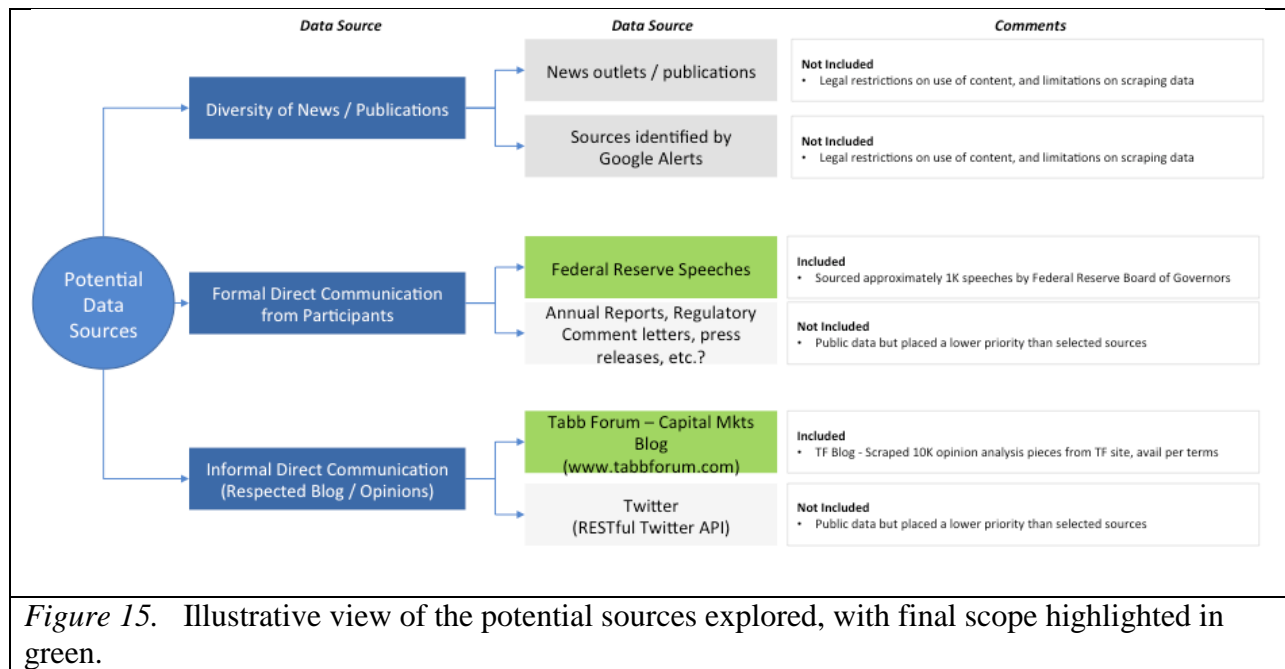 Data Source
Data Source
Comments
Diversity of News / Publications
News outlets / publications
Not Included
• Legal restrictions on use of content, and limitations on scraping data
Sources identified by
Google Alerts
Not Included
• Legal restrictions on use of content, and limitations on scraping data
Potential
Data
Sources
Formal Direct Communication
from Participants
Federal Reserve Speeches
Included
• Sourced approximately 1K speeches by Federal Reserve Board of Governors
Annual Reports, Regulatory
Comment letters, press
releases, etc.?
Not Included
• Public data but placed a lower priority than selected sources
Informal Direct Communication
(Respected Blog / Opinions)
Tabb Forum – Capital Mkts
Blog
(www.tabbforum.com)
Included
• TF Blog - Scraped 10K opinion analysis pieces from TF site, avail per terms
Twitter
(RESTful Twitter API)
Not Included
• Public data but placed a lower priority than selected sources
Figure 15. Illustrative view of the potential sources explored, with final scope highlighted in
green.